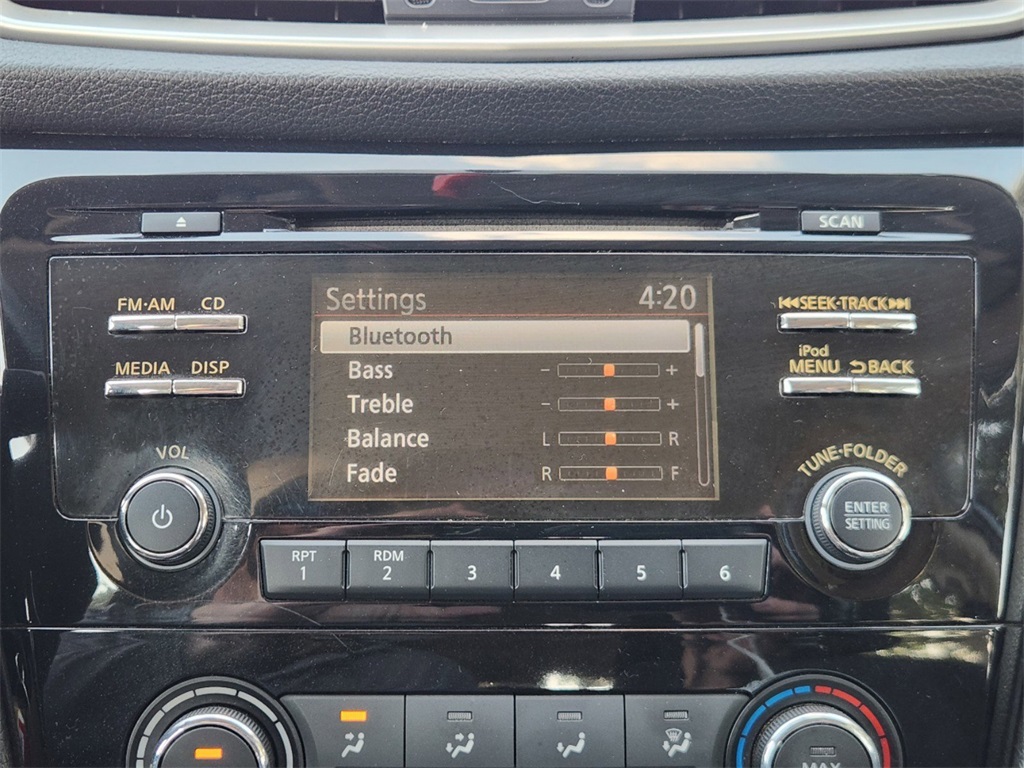 SCAN
FM·AM CD
Settings 4:20
SEEK·TRACK
Bluetooth
MEDIA DISP
Bass - +
iPod
MENU BACK
Treble - +
Balance L R
VOL
TUNE·FOLDER
Fade R F
ENTER
SETTING
RPT RDM
1 2 3 4 5 6
MAX